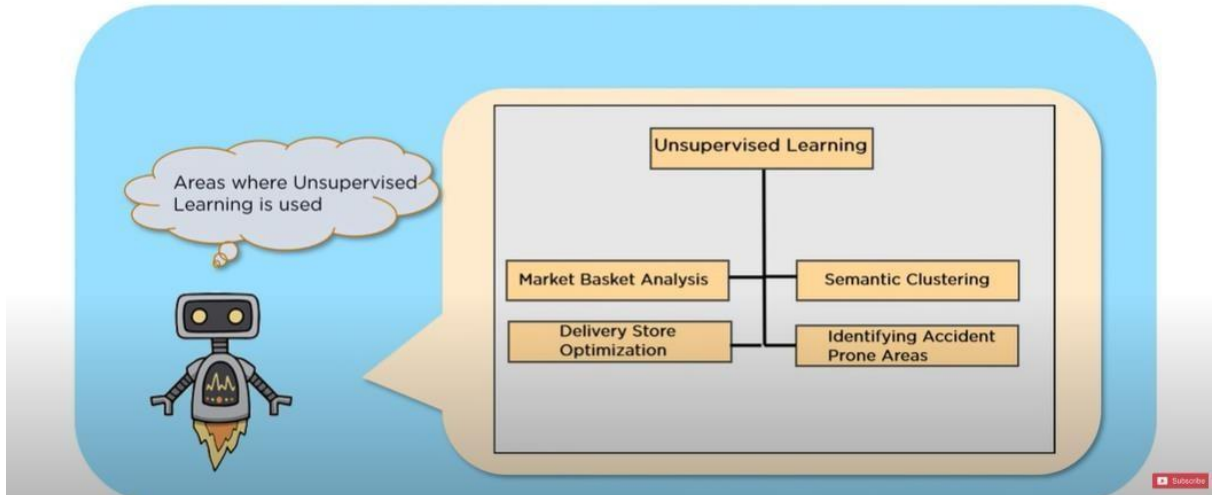 Areas where Unsupervised
Learning is used
Unsupervised Learning
Market Basket Analysis
Semantic Clustering
Delivery Store
Optimization
Identifying Accident
Prone Areas
Subscribe